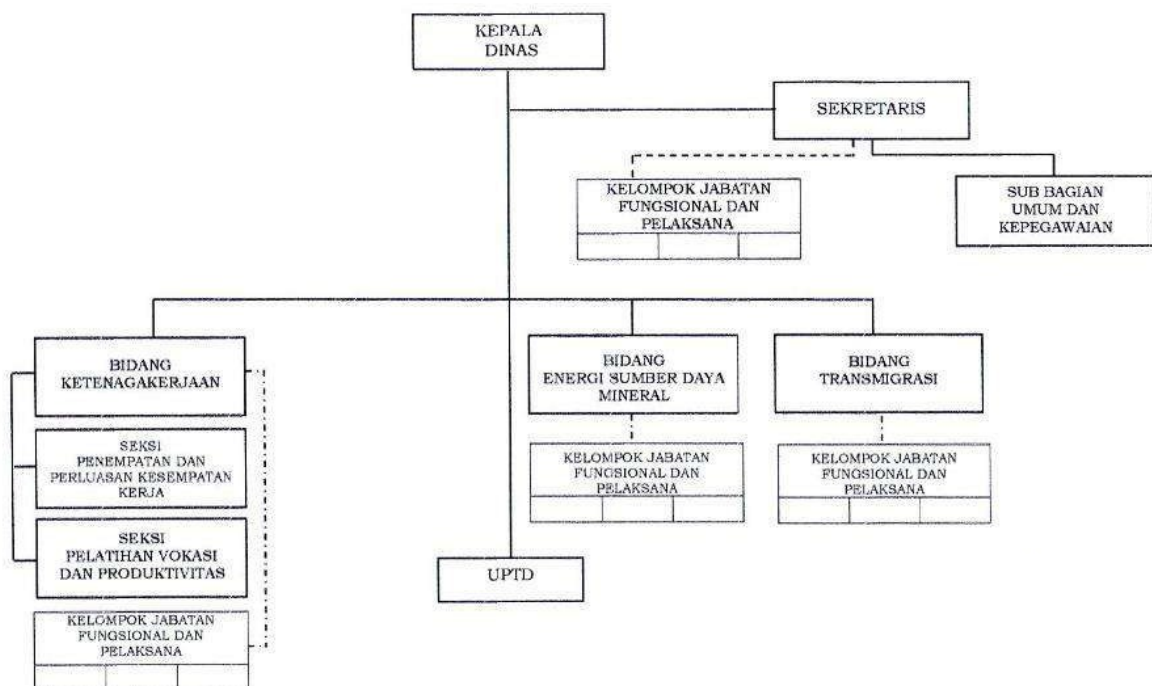 KEPALA
DINAS
SEKRETARIS
KELOMPOK JABATAN
FUNGSIONAL DAN
PELAKSANA
SUB BAGIAN
UMUM DAN
KEPEGAWAIAN
BIDANG
KETENAGAKERJAAN
BIDANG
ENERGI SUMBER DAYA
MINERAL
BIDANG
TRANSMIGRASI
SEKSI
PENEMPATAN DAN
PERLUASAN KESEMPATAN
KERJA
KELOMPOK JABATAN
FUNGSIONAL DAN
PELAKSANA
KELOMPOK JABATAN
FUNGSIONAL DAN
PELAKSANA
SEKSI
PELATIHAN VOKASI
DAN PRODUKTIVITAS
UPTD
KELOMPOK JABATAN
FUNGSIONAL DAN
PELAKSANA